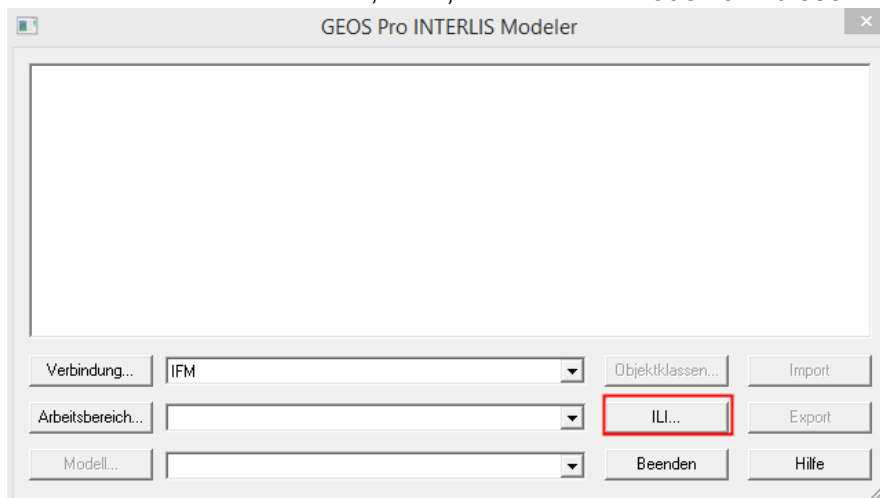 GEOS Pro INTERLIS Modeler
Verbindung... IFM Objektklassen... Import
Arbeitsbereich... ILI... Export
Modell... Beenden Hilfe